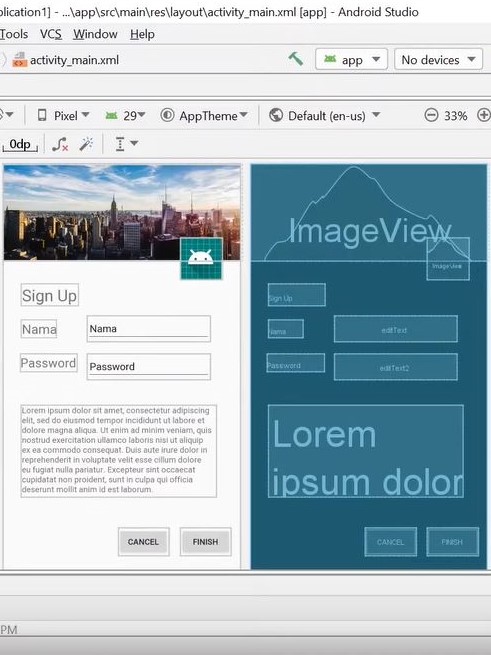 plication1] - ...\app\src\main\res\layout\activity_main.xml [app] - Android Studio
Tools VCS Window Help
activity_main.xml app No devices
Pixel 29 AppTheme Default (en-us) 33%
0dp
ImageView
ImageView
Sign Up
Nama
Nama
Password
Password
Lorem ipsum dolor sit amet, consectetur adipiscing
elit, sed do eiusmod tempor incididunt ut labore et
dolore magna aliqua. Ut enim ad minim veniam, quis
nostrud exercitation ullamco laboris nisi ut aliquip
ex ea commodo consequat. Duis aute irure dolor in
reprehenderit in voluptate velit esse cillum dolore
eu fugiat nulla pariatur. Excepteur sint occaecat
cupidatat non proident, sunt in culpa qui officia
deserunt mollit anim id est laborum.
CANCEL FINISH
Sign Up
Nama
editText
Password
editText2
Lorem
ipsum dolor
CANCEL FINISH
PM